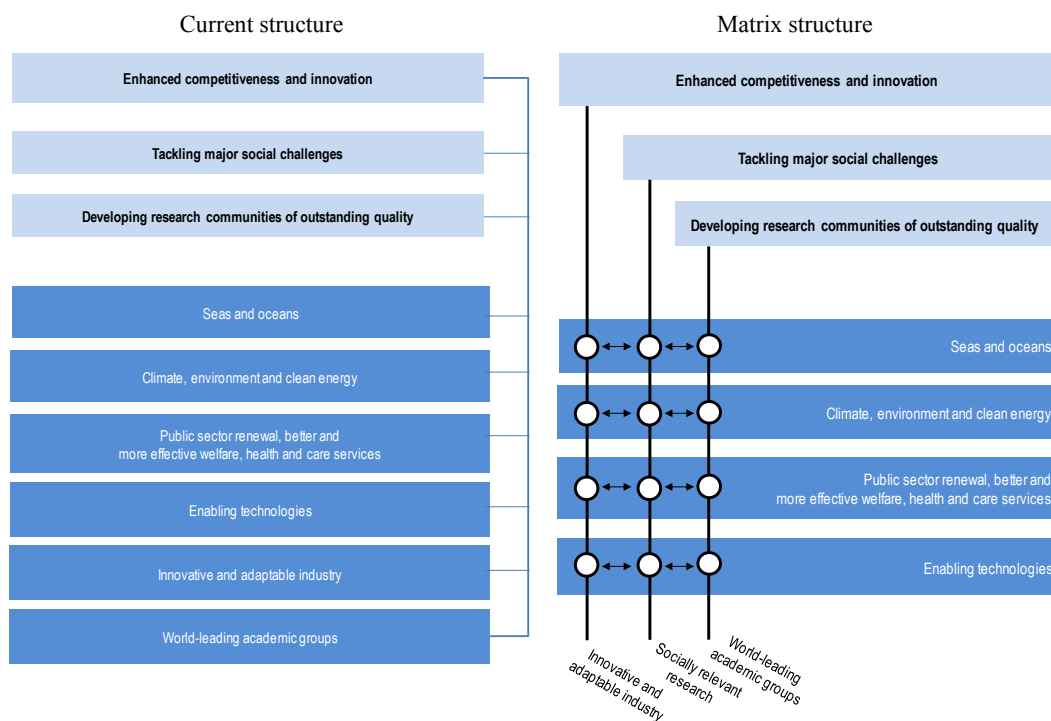 Current structure
Enhanced competitiveness and innovation
Tackling major social challenges
Developing research communities of outstanding quality
Seas and oceans
Climate, environment and clean energy
Public sector renewal, better and
more effective welfare, health and care services
Enabling technologies
Innovative and adaptable industry
World-leading academic groups
Matrix structure
Enhanced competitiveness and innovation
Tackling major social challenges
Developing research communities of outstanding quality
Seas and oceans
Climate, environment and clean energy
Public sector renewal, better and
more effective welfare, health and care services
Enabling technologies
Innovative and
adaptable industry
Socially relevant
research
World-leading
academic groups